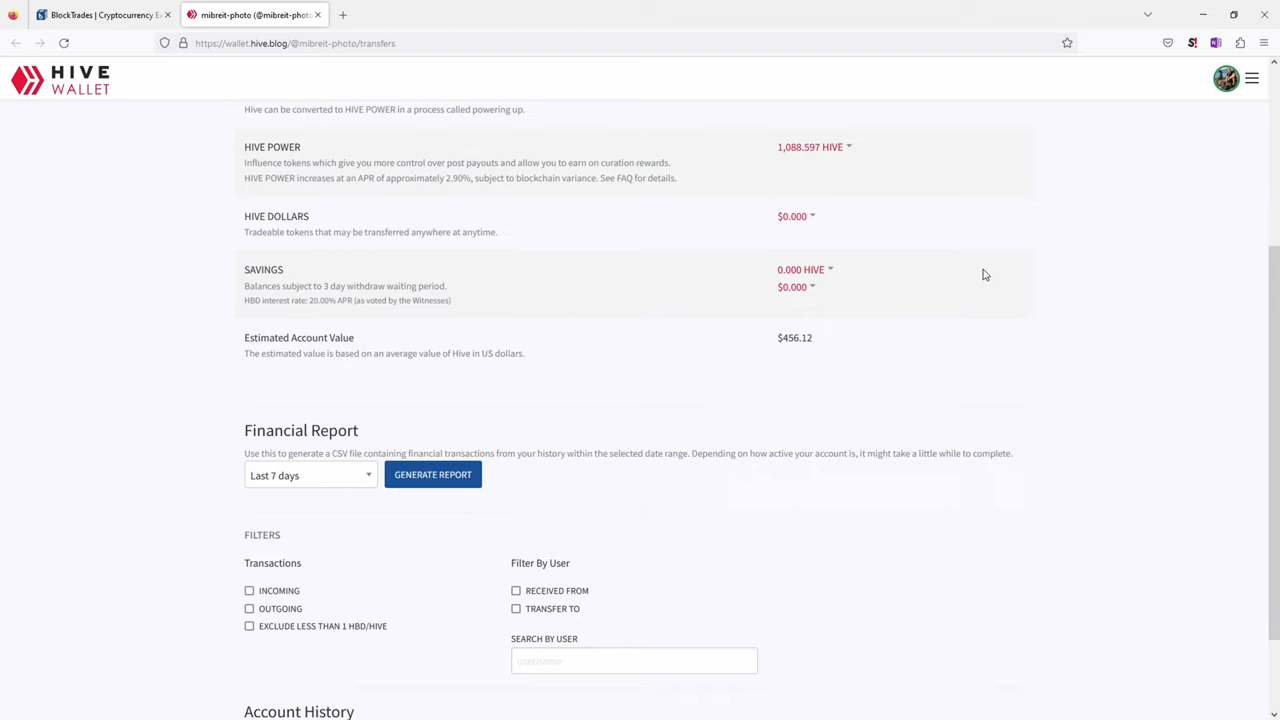 BlockTrades | Cryptocurrency Ex
mibreit-photo (@mibreit-photo
https://wallet.hive.blog/@mibreit-photo/transfers
HIVE
WALLET
Hive can be converted to HIVE POWER in a process called powering up.
HIVE POWER
1,088.597 HIVE
Influence tokens which give you more control over post payouts and allow you to earn on curation rewards.
HIVE POWER increases at an APR of approximately 2.90%, subject to blockchain variance. See FAQ for details.
HIVE DOLLARS
$0.000
Tradeable tokens that may be transferred anywhere at anytime.
SAVINGS
0.000 HIVE
Balances subject to 3 day withdraw waiting period.
$0.000
HBD interest rate: 20.00% APR (as voted by the Witnesses)
Estimated Account Value
$456.12
The estimated value is based on an average value of Hive in US dollars.
Financial Report
Use this to generate a CSV file containing financial transactions from your history within the selected date range. Depending on how active your account is, it might take a little while to complete.
Last 7 days
GENERATE REPORT
FILTERS
Transactions
Filter By User
INCOMING
RECEIVED FROM
OUTGOING
TRANSFER TO
EXCLUDE LESS THAN 1 HBD/HIVE
SEARCH BY USER
username
Account History